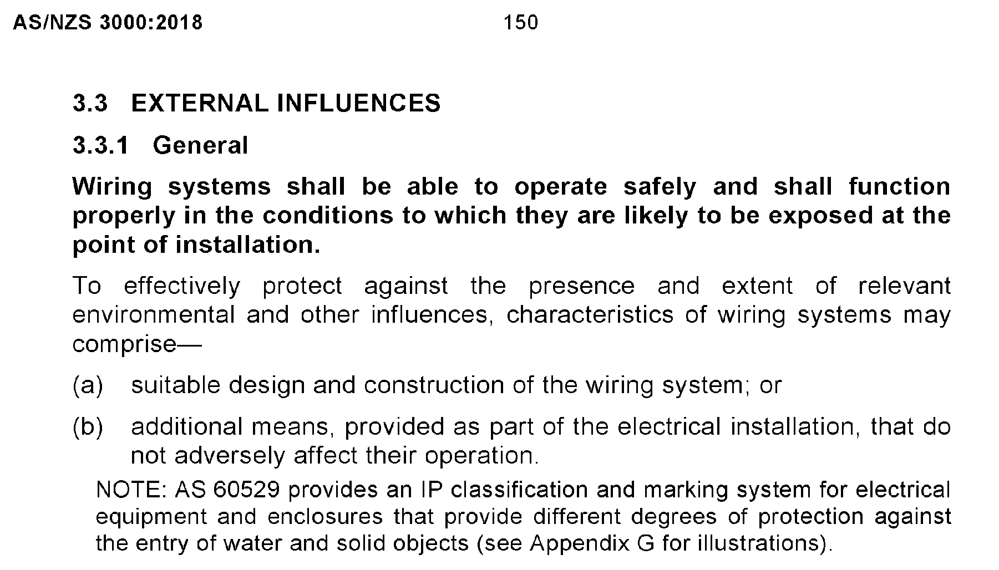 AS/NZS 3000:2018 150
3.3 EXTERNAL INFLUENCES
3.3.1 General
Wiring systems shall be able to operate safely and shall function
properly in the conditions to which they are likely to be exposed at the
point of installation.
To effectively protect against the presence and extent of relevant
environmental and other influences, characteristics of wiring systems may
comprise—
(a) suitable design and construction of the wiring system; or
(b) additional means, provided as part of the electrical installation, that do
not adversely affect their operation.
NOTE: AS 60529 provides an IP classification and marking system for electrical
equipment and enclosures that provide different degrees of protection against
the entry of water and solid objects (see Appendix G for illustrations).